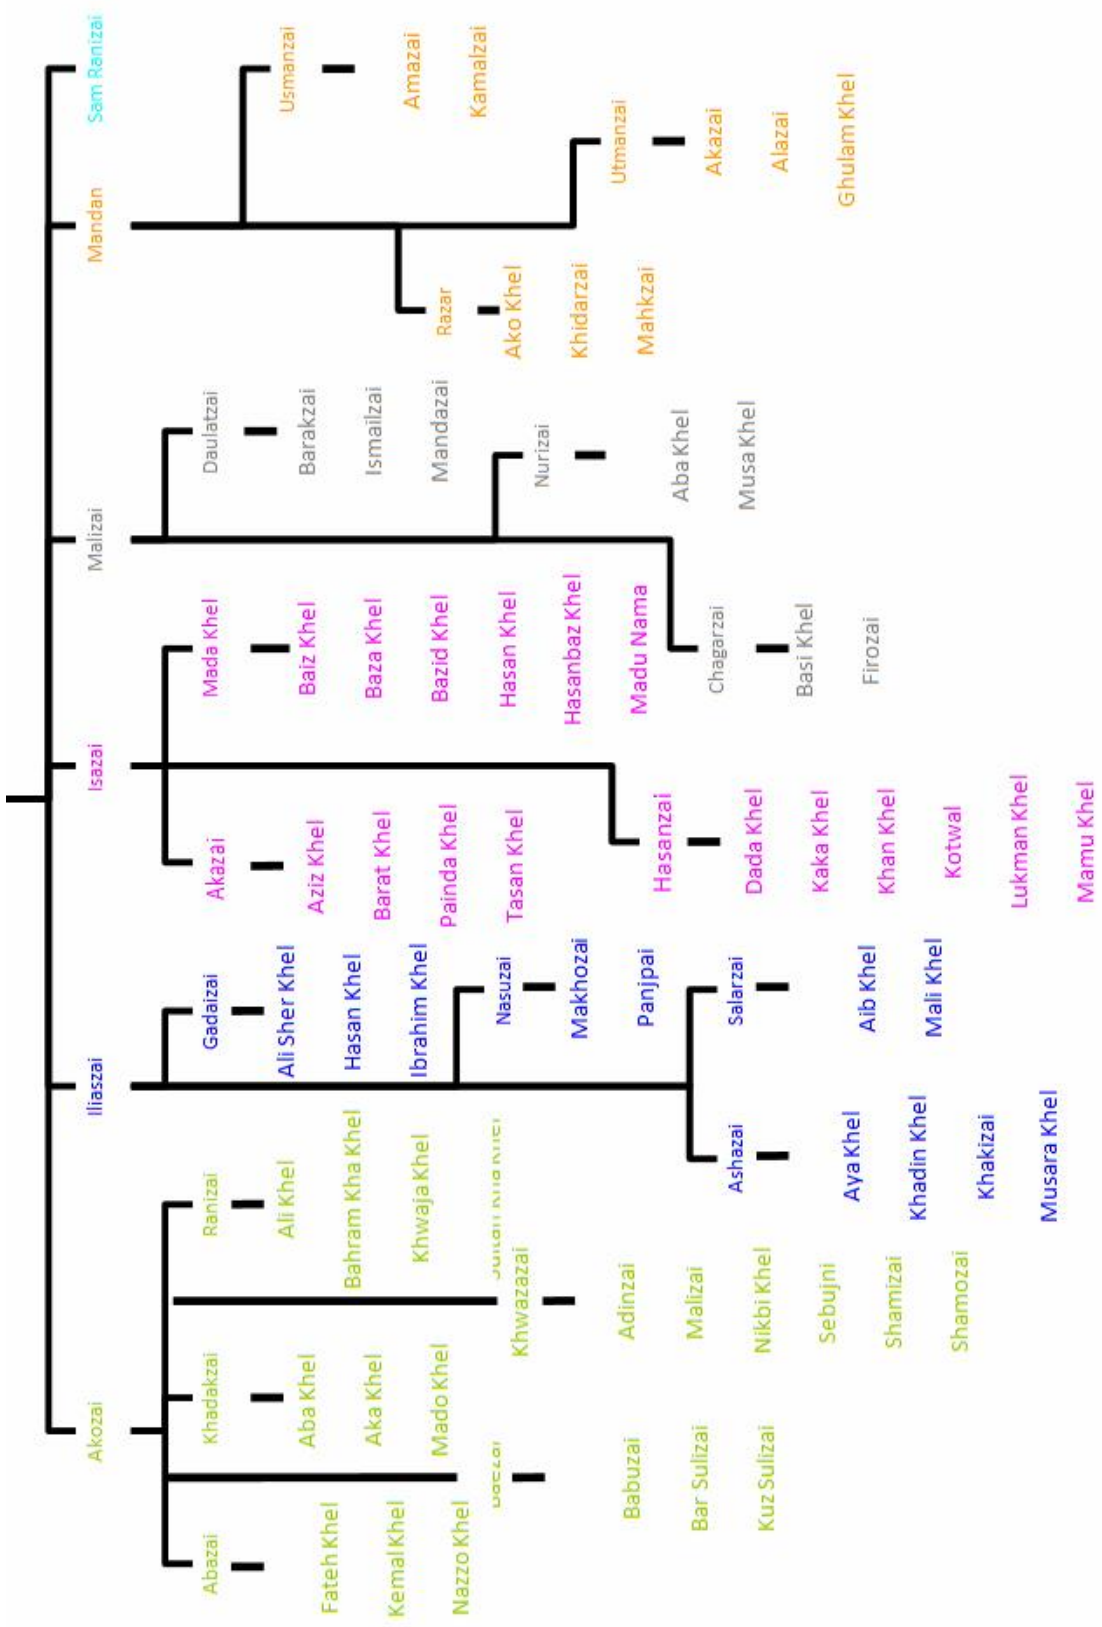 Akozai
Iliaszai
Isazai
Malizai
Mandan
Sam Ranizai
Abazai
Fateh Khel
Kemal Khel
Nazzo Khel
Babuzai
Bar Sulizai
Kuz Sulizai
Khadakzai
Aba Khel
Aka Khel
Mado Khel
Khwazazai
Adinzai
Malizai
Nikbi Khel
Sebujni
Shamizai
Shamozai
Ranizai
Ali Khel
Bahram Kha Khel
Khwaja Khel
Gadaizai
Ali Sher Khel
Hasan Khel
Ibrahim Khel
Nasuzai
Makhozai
Panjpai
Ashazai
Aya Khel
Khadin Khel
Khakizai
Musara Khel
Salarzai
Aib Khel
Mali Khel
Akazai
Aziz Khel
Barat Khel
Painda Khel
Tasan Khel
Hasanzai
Dada Khel
Kaka Khel
Khan Khel
Kotwal
Lukman Khel
Mamu Khel
Mada Khel
Baiz Khel
Baza Khel
Bazid Khel
Hasan Khel
Hasanbaz Khel
Madu Nama
Chagarzai
Basi Khel
Firozai
Daulatzai
Barakzai
Ismailzai
Mandazai
Nurizai
Aba Khel
Musa Khel
Razar
Ako Khel
Khidarzai
Mahkzai
Usmanzai
Amazai
Kamalzai
Utmanzai
Akazai
Alazai
Ghulam Khel